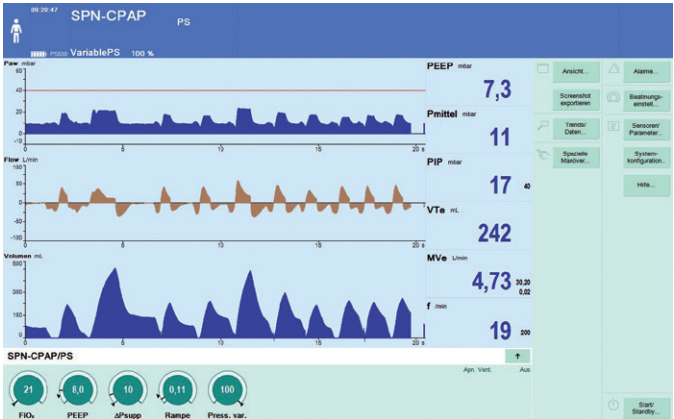 09:20:47
SPN-CPAP
PS
PS500
VariablePS
100 %
Paw mbar
60
40
20
0
-10
0
5
10
15
20 s
Flow L/min
100
50
0
-50
-100
0
5
10
15
20 s
Volumen mL
300
150
0
0
5
10
15
20 s
PEEP mbar
7,3
Pmittel mbar
11
PIP mbar
17
40
VTe mL
242
MVe L/min
4,73
30,20
0,02
f /min
19
200
Ansicht...
Alarme...
Screenshot
exportieren
Beatmungs-
einstell...
Trends/
Daten...
Sensoren/
Parameter...
Spezielle
Manöver...
System-
konfiguration..
Hilfe...
SPN-CPAP/PS
Apn. Vent.
Aus
21
8,0
10
0,11
100
FiO₂
PEEP
ΔPsupp
Rampe
Press. var.
Start/
Standby...